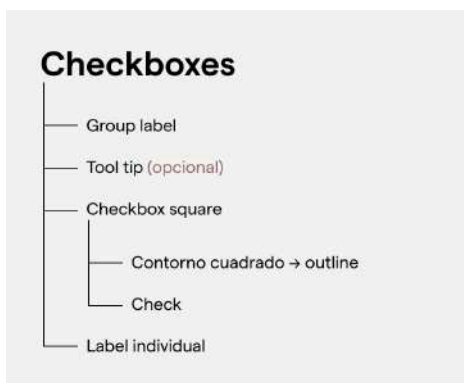 Checkboxes
Group label
Tool tip (opcional)
Checkbox square
Contorno cuadrado → outline
Check
Label individual